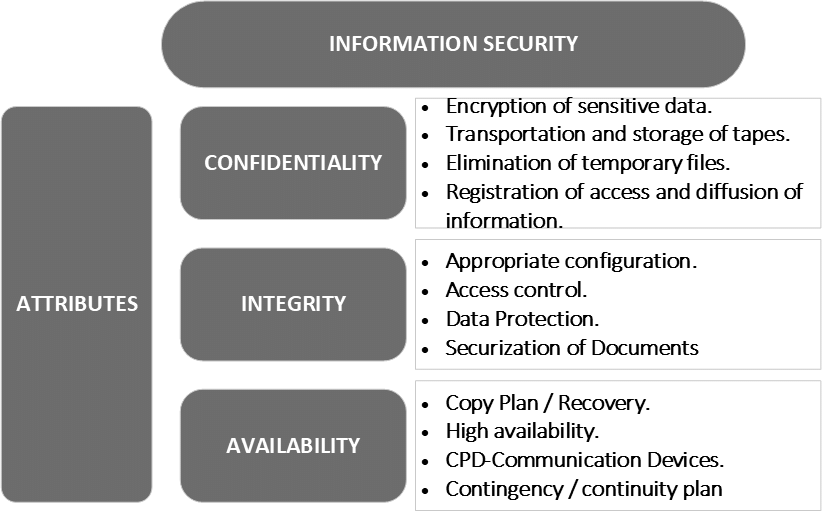 INFORMATION SECURITY
ATTRIBUTES
CONFIDENTIALITY
• Encryption of sensitive data.
• Transportation and storage of tapes.
• Elimination of temporary files.
• Registration of access and diffusion of
information.
INTEGRITY
• Appropriate configuration.
• Access control.
• Data Protection.
• Securization of Documents
AVAILABILITY
• Copy Plan / Recovery.
• High availability.
• CPD-Communication Devices.
• Contingency / continuity plan